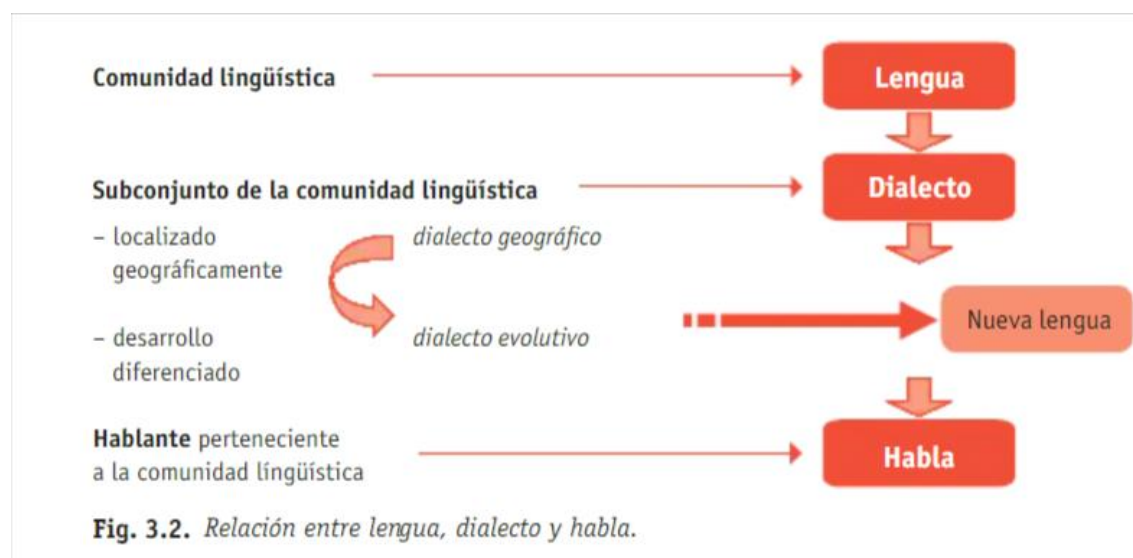 Comunidad lingüística
Lengua
Subconjunto de la comunidad lingüística
Dialecto
– localizado
geográficamente
dialecto geográfico
– desarrollo
diferenciado
dialecto evolutivo
Nueva lengua
Hablante perteneciente
a la comunidad língüística
Habla
Fig. 3.2. Relación entre lengua, dialecto y habla.